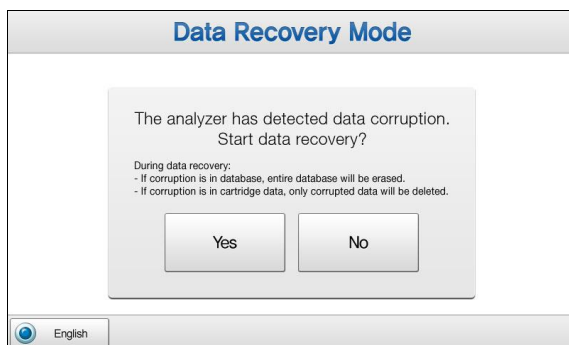 Data Recovery Mode
The analyzer has detected data corruption.
Start data recovery?
During data recovery:
- If corruption is in database, entire database will be erased.
- If corruption is in cartridge data, only corrupted data will be deleted.
Yes
No
English